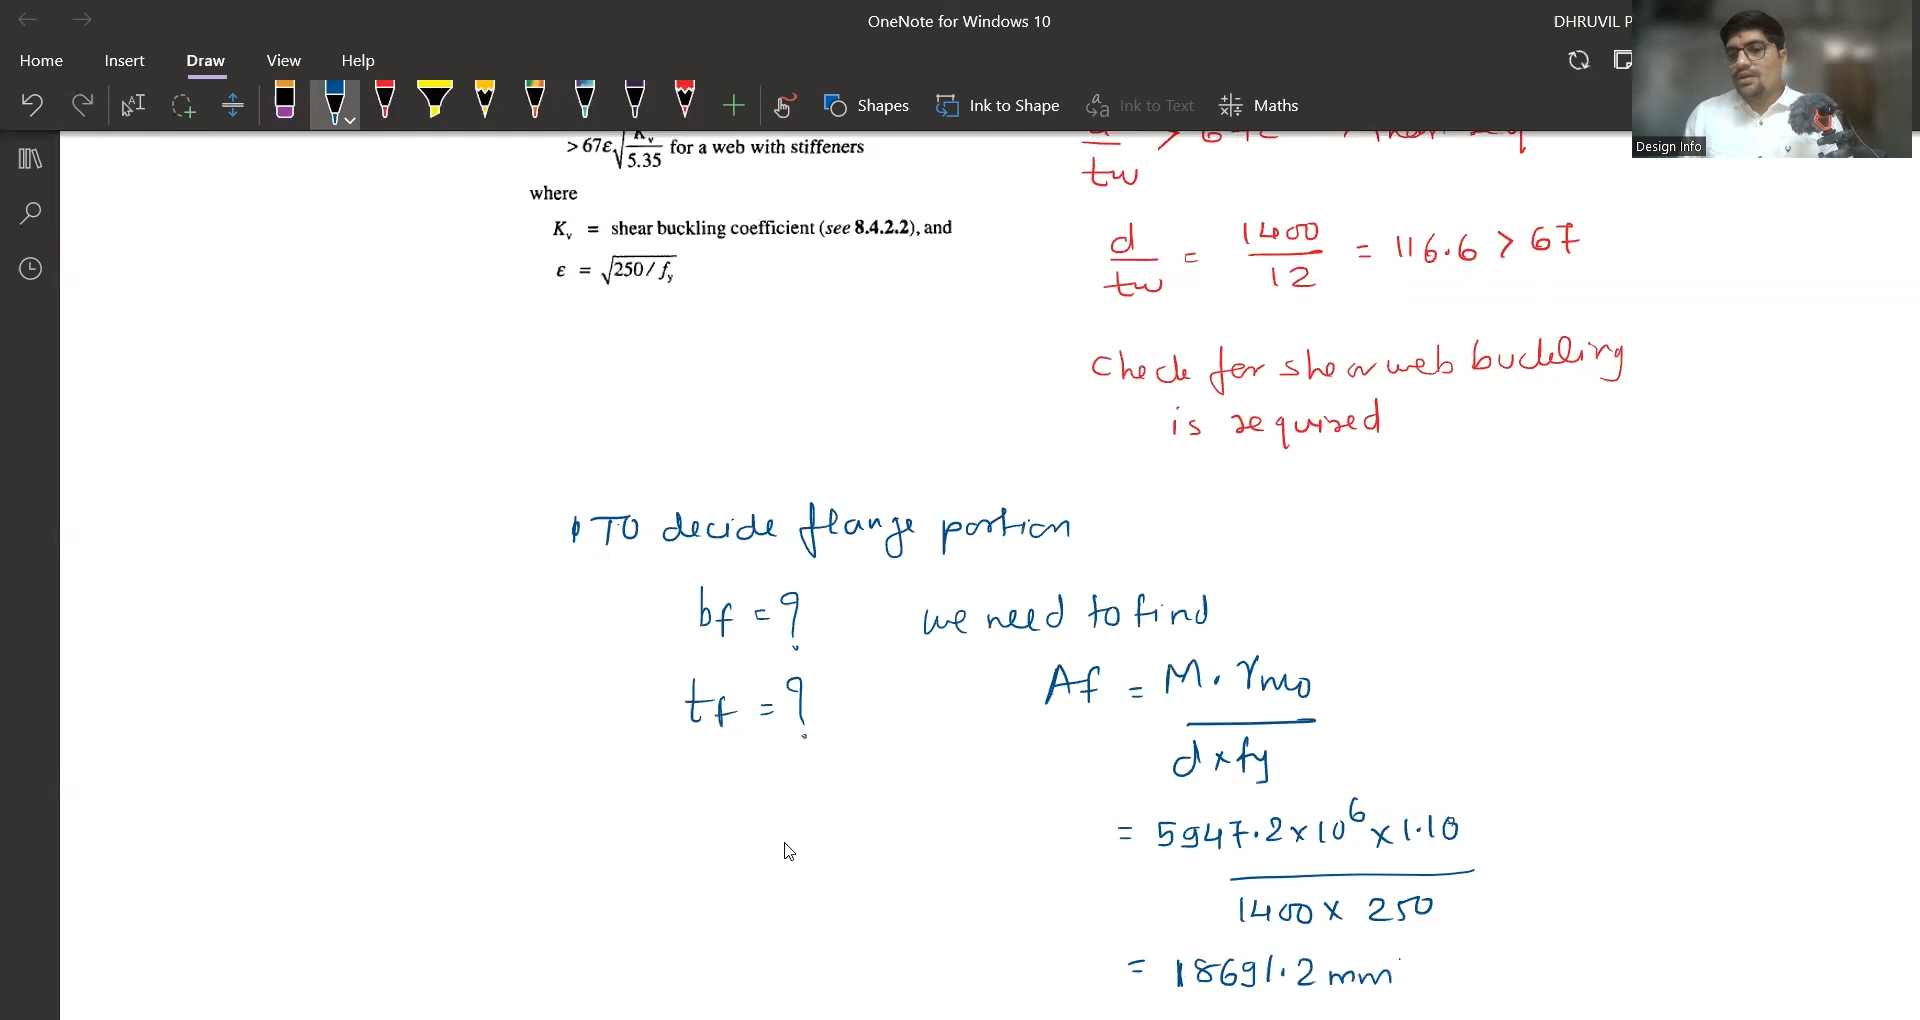 OneNote for Windows 10
DHRUVIL P
Home Insert Draw View Help
Shapes Ink to Shape Ink to Text Maths
Design Info
>67ε√Kv/5.35 for a web with stiffeners
where
Kv = shear buckling coefficient (see 8.4.2.2), and
ε = √250/fy
tw
d/tw = 1400/12 = 116.6 > 67
Check for shear web buckling
is required
TO decide flange portion
bf = ?
we need to find
tf = ?
Af = M.γmo
d×fy
= 5947.2×10⁶×1.10
1400× 250
= 18691.2 mm